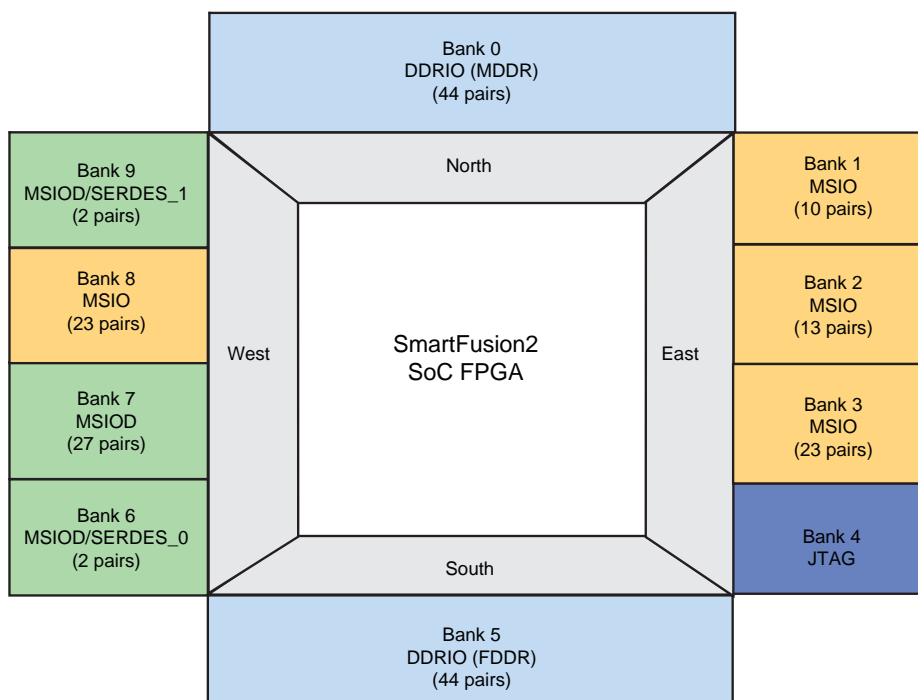 Bank 0
DDRIO (MDDR)
(44 pairs)
Bank 9
MSIOD/SERDES_1
(2 pairs)
North
Bank 1
MSIO
(10 pairs)
Bank 8
MSIO
(23 pairs)
Bank 2
MSIO
(13 pairs)
West
SmartFusion2
SoC FPGA
East
Bank 7
MSIOD
(27 pairs)
Bank 3
MSIO
(23 pairs)
Bank 6
MSIOD/SERDES_0
(2 pairs)
South
Bank 4
JTAG
Bank 5
DDRIO (FDDR)
(44 pairs)